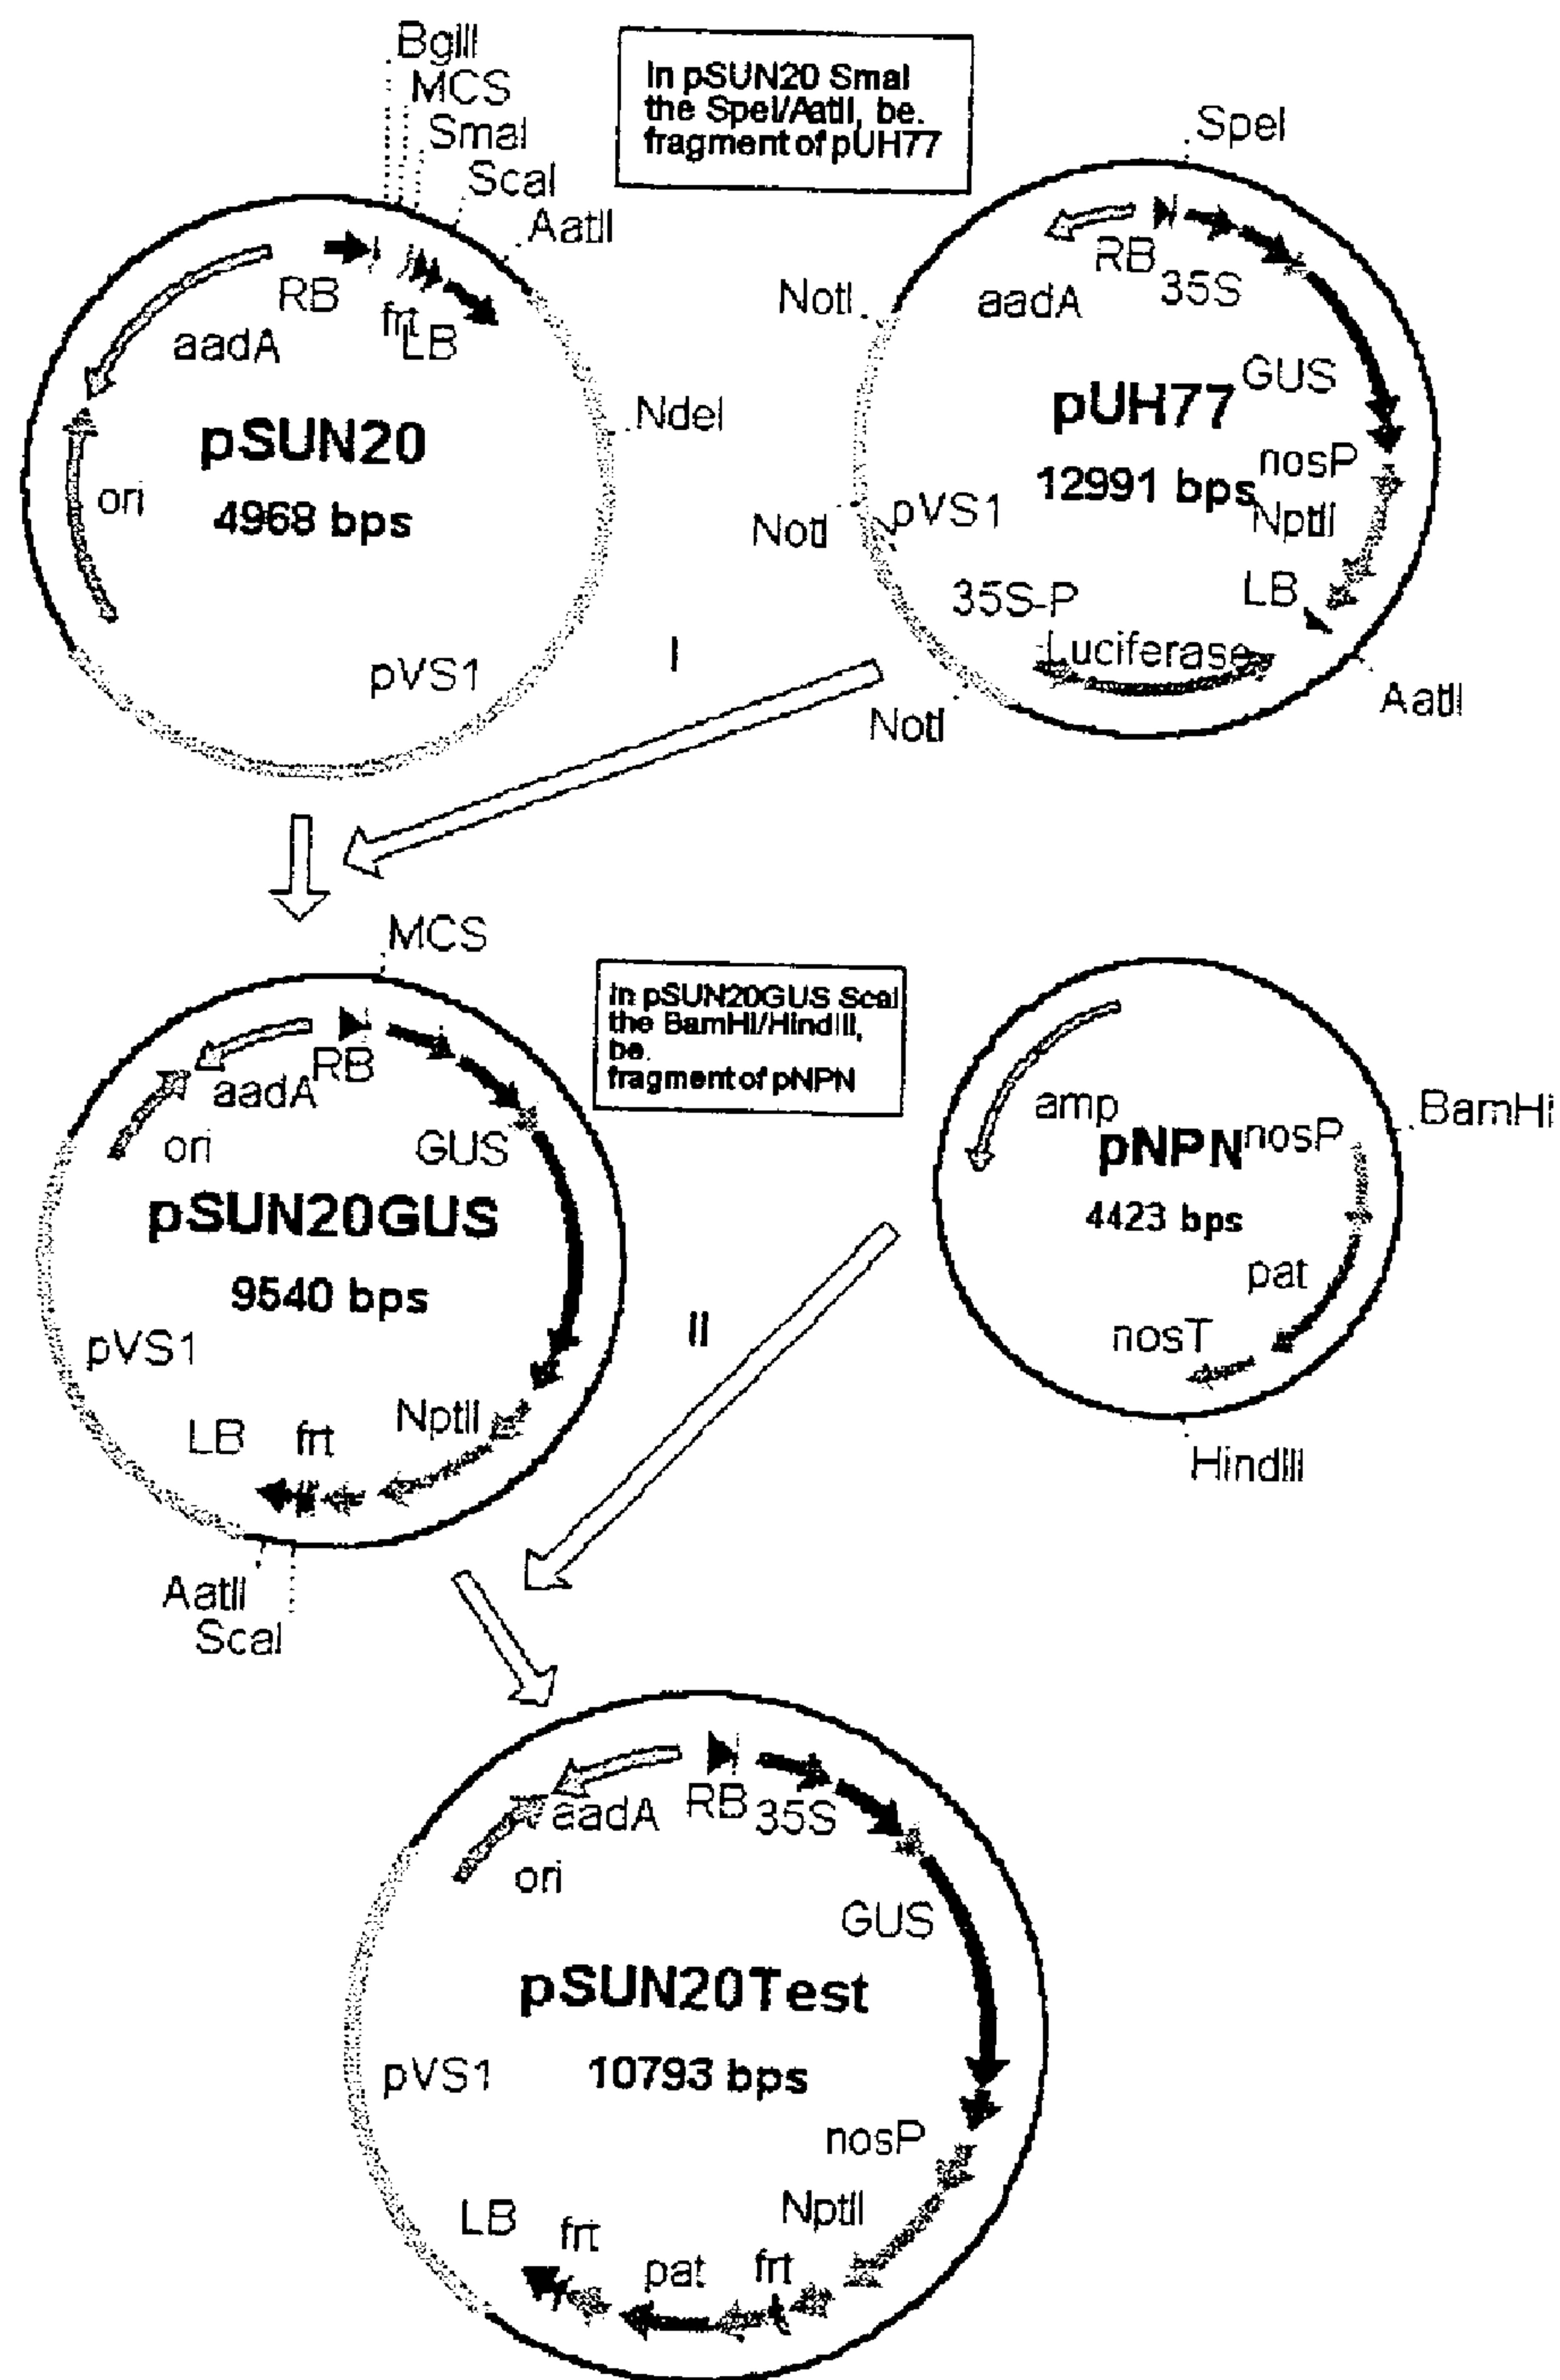 BglII
MCS
SmaI
ScaI
AatII
RB
frt
LB
aadA
pSUN20
4968 bps
ori
NdeI
pVS1
In pSUN20 SmaI
the SpeI/AatII, be.
fragment of pUH77
SpeI
NotI
RB
35S
aadA
GUS
pUH77
12991 bps
nosP
NptII
NotI
pVS1
35S-P
LB
Luciferase
NotI
AatII
I
MCS
RB
aadA
ori
GUS
pSUN20GUS
9540 bps
pVS1
NptII
LB
frt
AatII
ScaI
In pSUN20GUS ScaI
the BamHI/HindIII,
be.
fragment of pNPN
amp
pNPN
nosP
BamHI
4423 bps
pat
nosT
HindIII
II
aadA
RB
35S
ori
GUS
pSUN20Test
10793 bps
pVS1
nosP
NptII
LB
frt
pat
frt